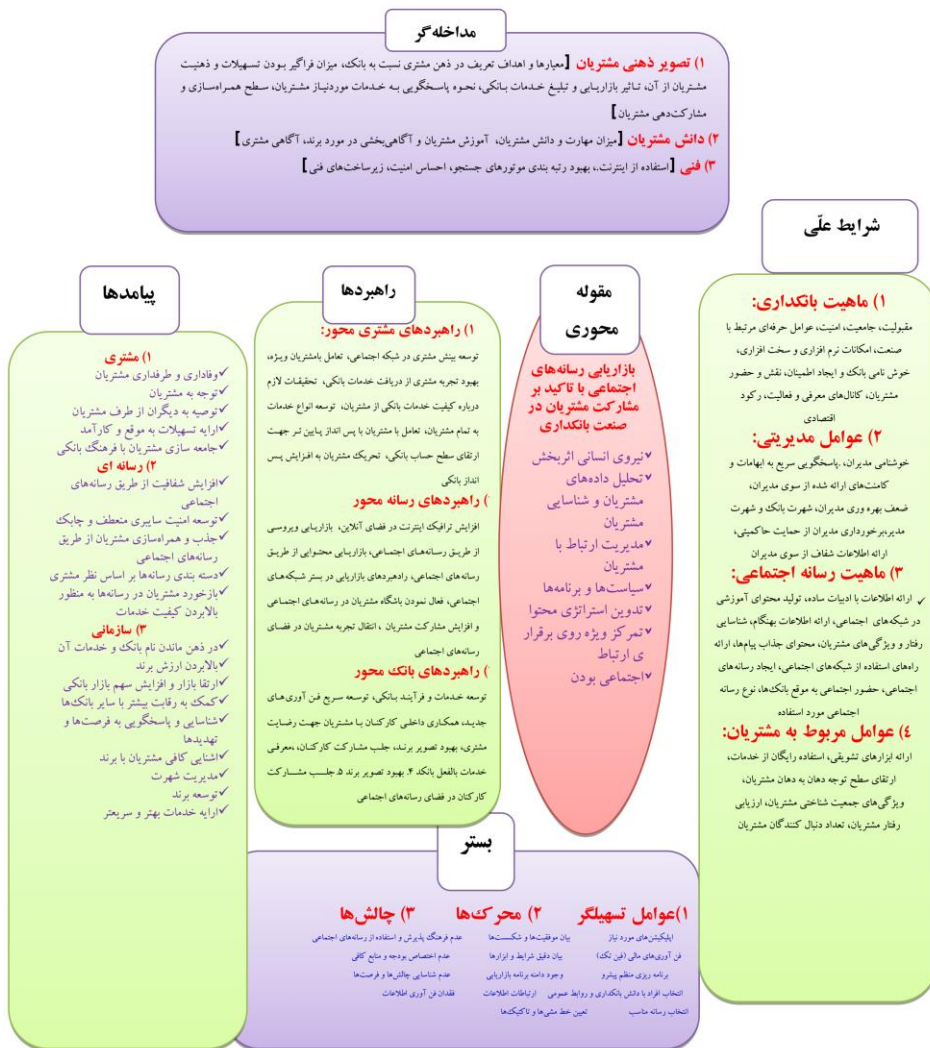 مداخله‌گر
۱) تصویر ذهنی مشتریان [معیارها و اهداف تعریف در ذهن مشتری نسبت به بانک، میزان فراگیر بودن تسهیلات و ذهنیت
مشتریان از آن، تاثیر بازاریابی و تبلیغ خدمات بانکی، نحوه پاسخگویی به خدمات موردنیاز مشتریان، سطح همراه‌سازی و
مشارکت‌دهی مشتریان]
۲) دانش مشتریان [میزان مهارت و دانش مشتریان، آموزش مشتریان و آگاهی‌بخشی در مورد برند، آگاهی مشتری]
۳) فنی [استفاده از اینترنت،، بهبود رتبه بندی موتورهای جستجو، احساس امنیت، زیرساخت‌های فنی]
شرایط علّی
۱) ماهیت بانکداری:
مقبولیت، جامعیت، امنیت، عوامل حرفه‌ای مرتبط با
صنعت، امکانات نرم افزاری و سخت افزاری،
خوش نامی بانک و ایجاد اطمینان، نقش و حضور
مشتریان، کانال‌های معرفی و فعالیت، رکود
اقتصادی
۲) عوامل مدیریتی:
خوشنامی مدیران، .پاسخگویی سریع به ابهامات و
کامنت‌های ارائه شده از سوی مدیران،
ضعف بهره وری مدیران، شهرت بانک و شهرت
مدیر،برخورداری مدیران از حمایت حاکمیتی،
ارائه اطلاعات شفاف از سوی مدیران
۳) ماهیت رسانه اجتماعی:
✓ ارائه اطلاعات با ادبیات ساده، تولید محتوای آموزشی
در شبکه‌های اجتماعی، ارائه اطلاعات بهنگام، شناسایی
رفتار و ویژگی‌های مشتریان، محتوای جذاب پیام‌ها، ارائه
راه‌های استفاده از شبکه‌های اجتماعی، ایجاد رسانه‌های
اجتماعی، حضور اجتماعی به موقع بانک‌ها، نوع رسانه
اجتماعی مورد استفاده
٤) عوامل مربوط به مشتریان:
ارائه ابزارهای تشویقی، استفاده رایگان از خدمات،
ارتقای سطح توجه دهان به دهان مشتریان،
ویژگی‌های جمعیت شناختی مشتریان، ارزیابی
رفتار مشتریان، تعداد دنبال کنندگان مشتریان
مقوله
محوری
بازاریابی رسانه‌های
اجتماعی با تاکید بر
مشارکت مشتریان در
صنعت بانکداری
✓نیروی انسانی اثربخش
✓تحلیل داده‌های
مشتریان و شناسایی
مشتریان
✓مدیریت ارتباط با
مشتریان
✓سیاست‌ها و برنامه‌ها
✓تدوین استراتژی محتوا
✓تمرکز ویژه روی برقرار
ی ارتباط
✓اجتماعی بودن
راهبردها
۱) راهبردهای مشتری محور:
توسعه بینش مشتری در شبکه اجتماعی، تعامل بامشتریان ویژه،
بهبود تجربه مشتری از دریافت خدمات بانکی، تحقیقات لازم
درباره کیفیت خدمات بانکی از مشتریان، توسعه انواع خدمات
به تمام مشتریان، تعامل با مشتریان با پس انداز پایین تر جهت
ارتقای سطح حساب بانکی، تحریک مشتریان به افزایش پس
انداز بانکی
) راهبردهای رسانه محور
افزایش ترافیک اینترنت در فضای آنلاین، بازاریابی ویروسی
از طریق رسانه‌های اجتماعی، بازاریابی محتوایی از طریق
رسانه‌های اجتماعی، رادهبردهای بازاریابی در بستر شبکه‌های
اجتماعی، فعال نمودن باشگاه مشتریان در رسانه‌های اجتماعی
و افزایش مشارکت مشتریان ، انتقال تجربه مشتریان در فضای
رسانه‌های اجتماعی
) راهبردهای بانک محور
توسعه خدمات و فرآیند بانکی، توسعه سریع فن آوری‌های
جدید، همکاری داخلی کارکنان با مشتریان جهت رضایت
مشتری، بهبود تصویر برند، جلب مشارکت کارکنان، ،معرفی
خدمات بالفعل بانکد ۴. بهبود تصویر برند ۵. جلب مشارکت
کارکنان در فضای رسانه‌های اجتماعی
پیامدها
۱) مشتری
✓وفاداری و طرفداری مشتریان
✓توجه به مشتریان
✓توصیه به دیگران از طرف مشتریان
✓ارایه تسهیلات به موقع و کارآمد
✓جامعه سازی مشتریان با فرهنگ بانکی
۲) رسانه ای
✓افزایش شفافیت از طریق رسانه‌های
اجتماعی
✓توسعه امنیت سایبری منعطف و چابک
✓جذب و همراه‌سازی مشتریان از طریق
رسانه‌های اجتماعی
✓دسته بندی رسانه‌ها بر اساس نظر مشتری
✓بازخورد مشتریان در رسانه‌ها به منظور
بالابردن کیفیت خدمات
۳) سازمانی
✓در ذهن ماندن نام بانک و خدمات آن
✓بالابردن ارزش برند
✓ارتقا بازار و افزایش سهم بازار بانکی
✓کمک به رقابت بیشتر با سایر بانک‌ها
✓شناسایی و پاسخگویی به فرصت‌ها و
تهدیدها
✓اشنایی کافی مشتریان با برند
✓مدیریت شهرت
✓توسعه برند
✓ارایه خدمات بهتر و سریعتر
بستر
۱)عوامل تسهیلگر ۲) محرک‌ها ۳) چالش‌ها
اپلیکیشن‌های مورد نیاز بیان موفقیت‌ها و شکست‌ها عدم فرهنگ پذیرش و استفاده از رسانه‌های اجتماعی
فن آوری‌های مالی (فین تک) بیان دقیق شرایط و ابزارها عدم اختصاص بودجه و منابع کافی
برنامه ریزی منظم پیشرو وجود دامنه برنامه بازاریابی عدم شناسایی چالش‌ها و فرصت‌ها
انتخاب افراد با دانش بانکداری و روابط عمومی ارتباطات اطلاعات فقدان فن آوری اطلاعات
انتخاب رسانه مناسب تعیین خط مشی‌ها و تاکتیک‌ها